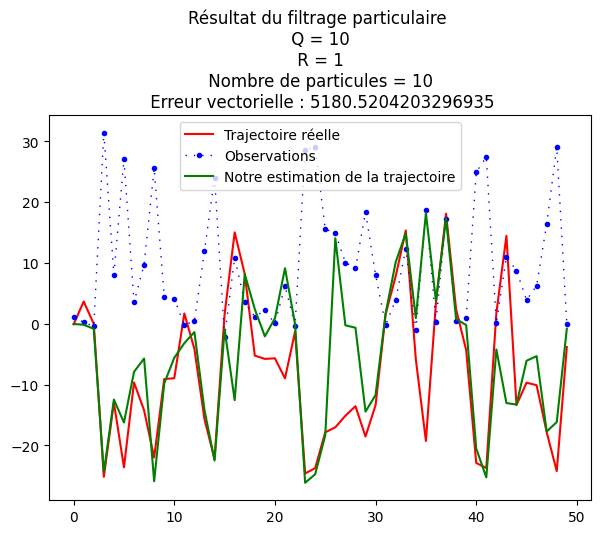 Résultat du filtrage particulaire
Q = 10
R = 1
Nombre de particules = 10
Erreur vectorielle : 5180.5204203296935
Trajectoire réelle
Observations
Notre estimation de la trajectoire
30
20
10
0
−10
−20
0 10 20 30 40 50